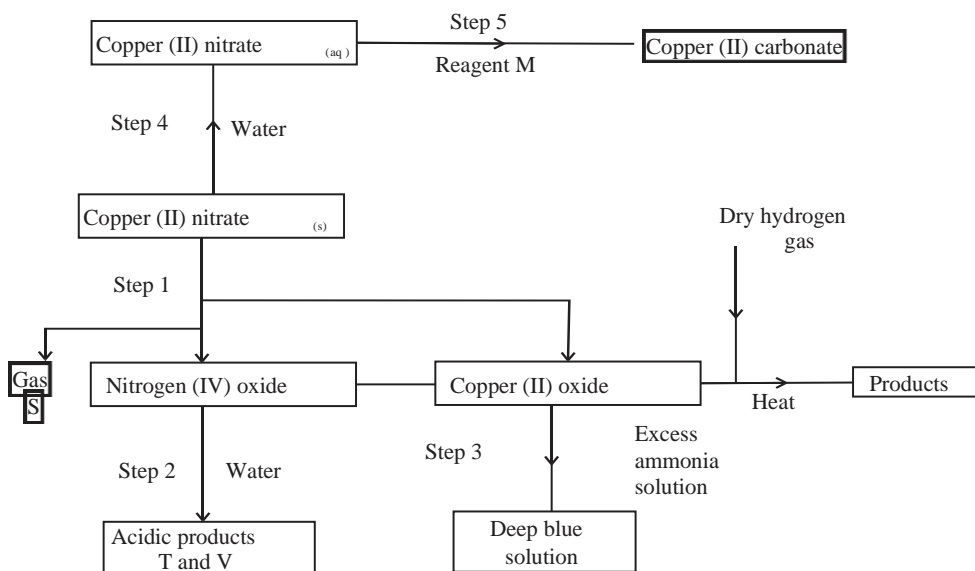 Step 5
Copper (II) nitrate (aq)
Copper (II) carbonate
Reagent M
Step 4
Water
Copper (II) nitrate (s)
Dry hydrogen
gas
Step 1
Gas
S
Nitrogen (IV) oxide
Copper (II) oxide
Products
Heat
Step 2
Water
Step 3
Excess
ammonia
solution
Acidic products
T and V
Deep blue
solution